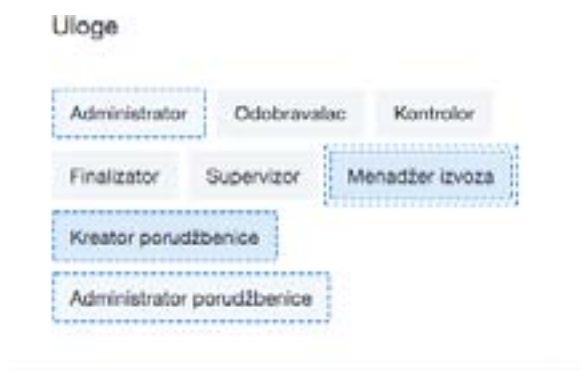 Uloge
Administrator Odobravalac Kontrolor
Finalizator Supervizor Menadžer izvoza
Kreator porudžbenice
Administrator porudžbenice